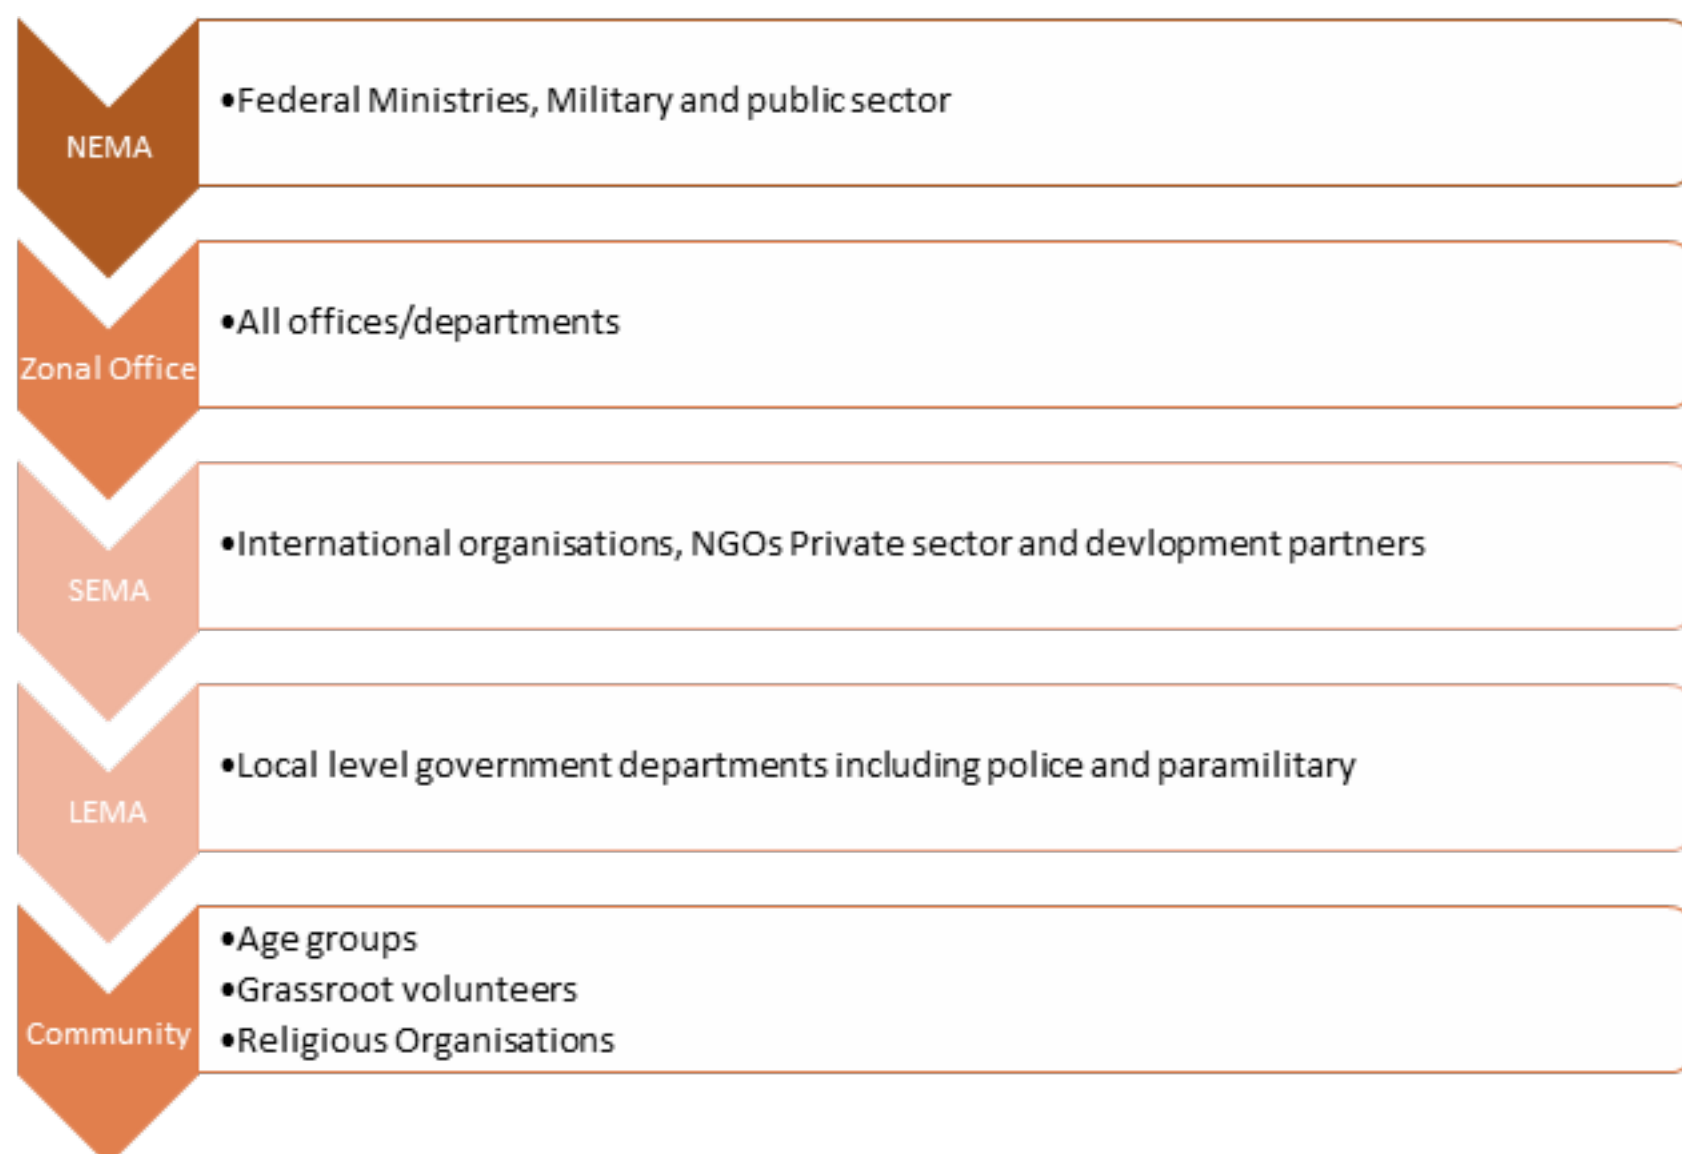 NEMA
•Federal Ministries, Military and public sector
Zonal Office
•All offices/departments
SEMA
•International organisations, NGOs Private sector and devlopment partners
LEMA
•Local level government departments including police and paramilitary
Community
•Age groups
•Grassroot volunteers
•Religious Organisations